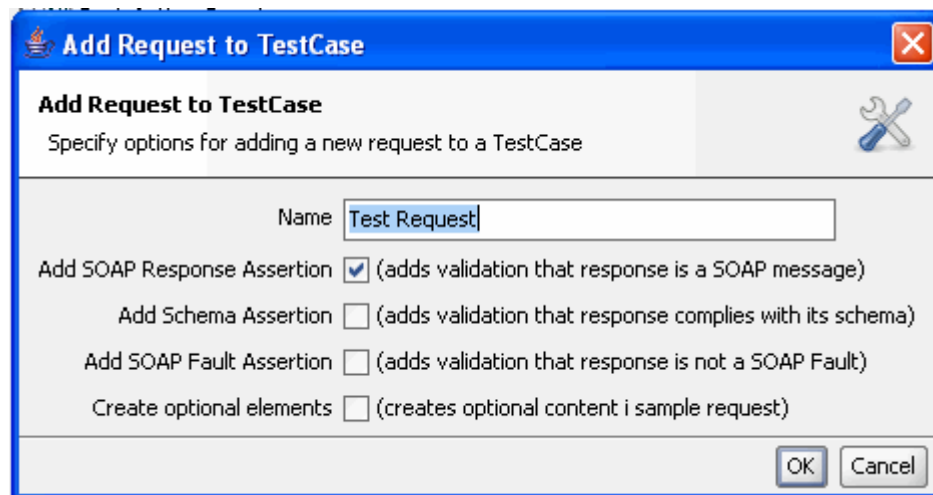 Add Request to TestCase
Add Request to TestCase
Specify options for adding a new request to a TestCase
Name Test Request
Add SOAP Response Assertion (adds validation that response is a SOAP message)
Add Schema Assertion (adds validation that response complies with its schema)
Add SOAP Fault Assertion (adds validation that response is not a SOAP Fault)
Create optional elements (creates optional content i sample request)
OK Cancel